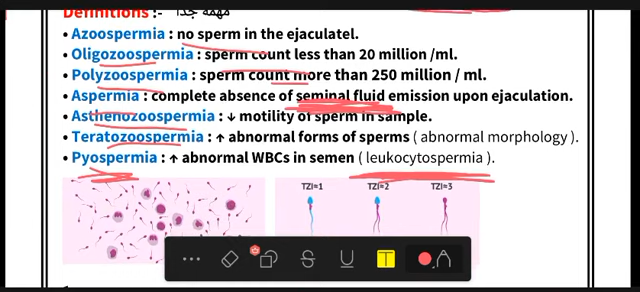 Definitions :- مهمة جدا
• Azoospermia : no sperm in the ejaculatel.
• Oligozoospermia : sperm count less than 20 million /ml.
• Polyzoospermia : sperm count more than 250 million / ml.
• Aspermia : complete absence of seminal fluid emission upon ejaculation.
• Asthenozoospermia : ↓ motility of sperm in sample.
• Teratozoospermia : ↑ abnormal forms of sperms ( abnormal morphology ).
• Pyospermia : ↑ abnormal WBCs in semen ( leukocytospermia ).
TZI=1 TZI=2 TZI=3